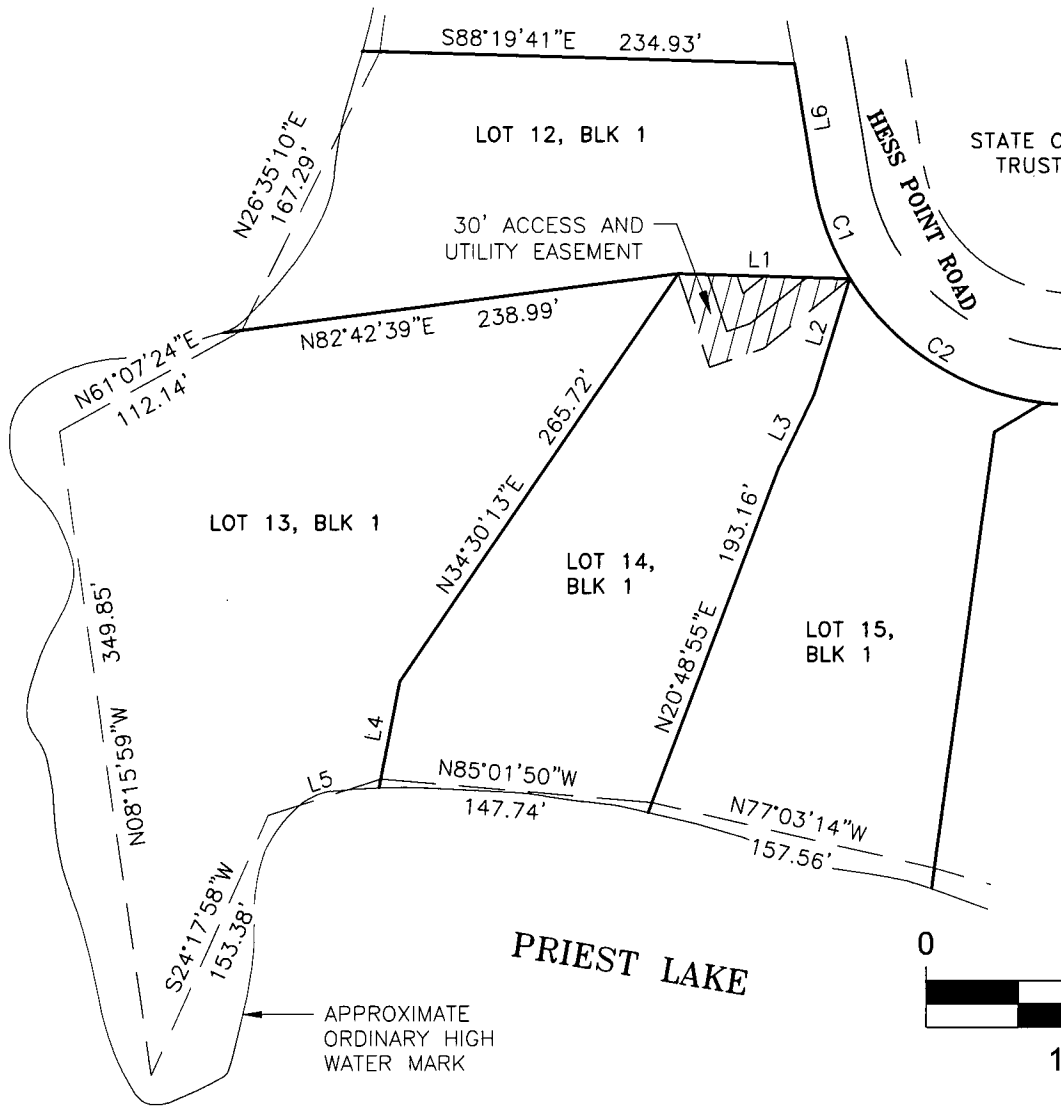 S88°19'41"E 234.93'
LOT 12, BLK 1
L6
HESS POINT ROAD
STATE O
TRUST
N26°35'10"E
167.29'
30' ACCESS AND
UTILITY EASEMENT
C1
L1
N82°42'39"E 238.99'
L2
C2
N61°07'24"E
112.14'
L3
N34°30'13"E 265.72'
LOT 13, BLK 1
LOT 14,
BLK 1
N20°48'55"E 193.16'
LOT 15,
BLK 1
N08°15'59"W 349.85'
L4
L5
N85°01'50"W
147.74'
N77°03'14"W
157.56'
S24°17'58"W
153.38'
PRIEST LAKE
0
1
APPROXIMATE
ORDINARY HIGH
WATER MARK